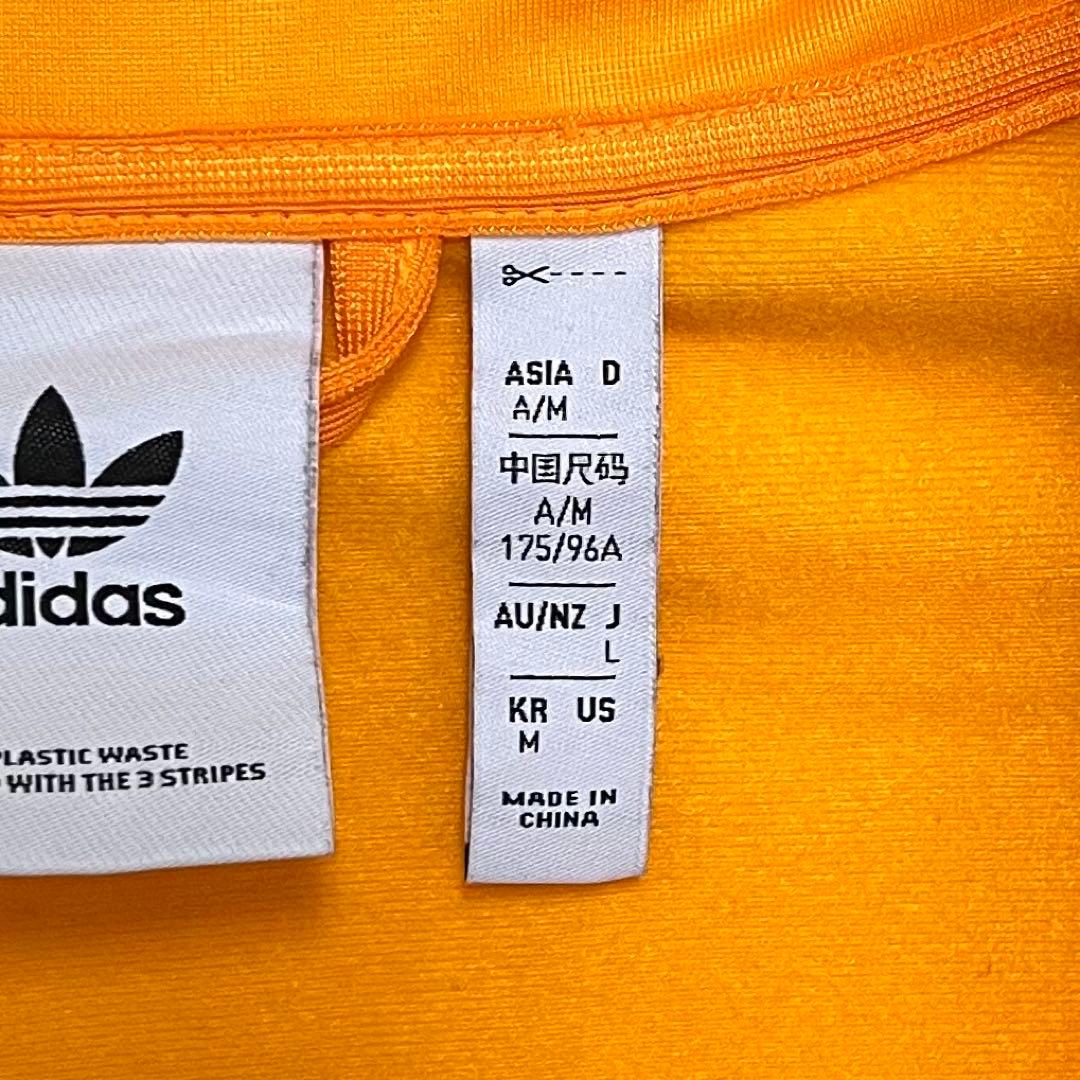 didas
PLASTIC WASTE
WITH THE 3 STRIPES
ASIA D
A/M
中国尺码
A/M
175/96A
AU/NZ J
L
KR US
M
MADE IN
CHINA